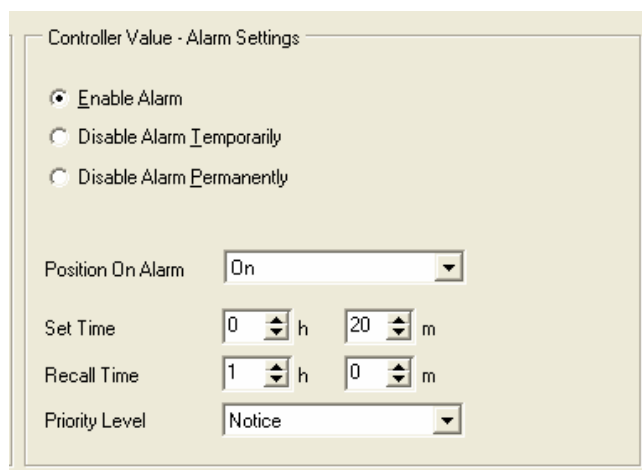 Controller Value - Alarm Settings
Enable Alarm
Disable Alarm Temporarily
Disable Alarm Permanently
Position On Alarm On
Set Time 0 h 20 m
Recall Time 1 h 0 m
Priority Level Notice